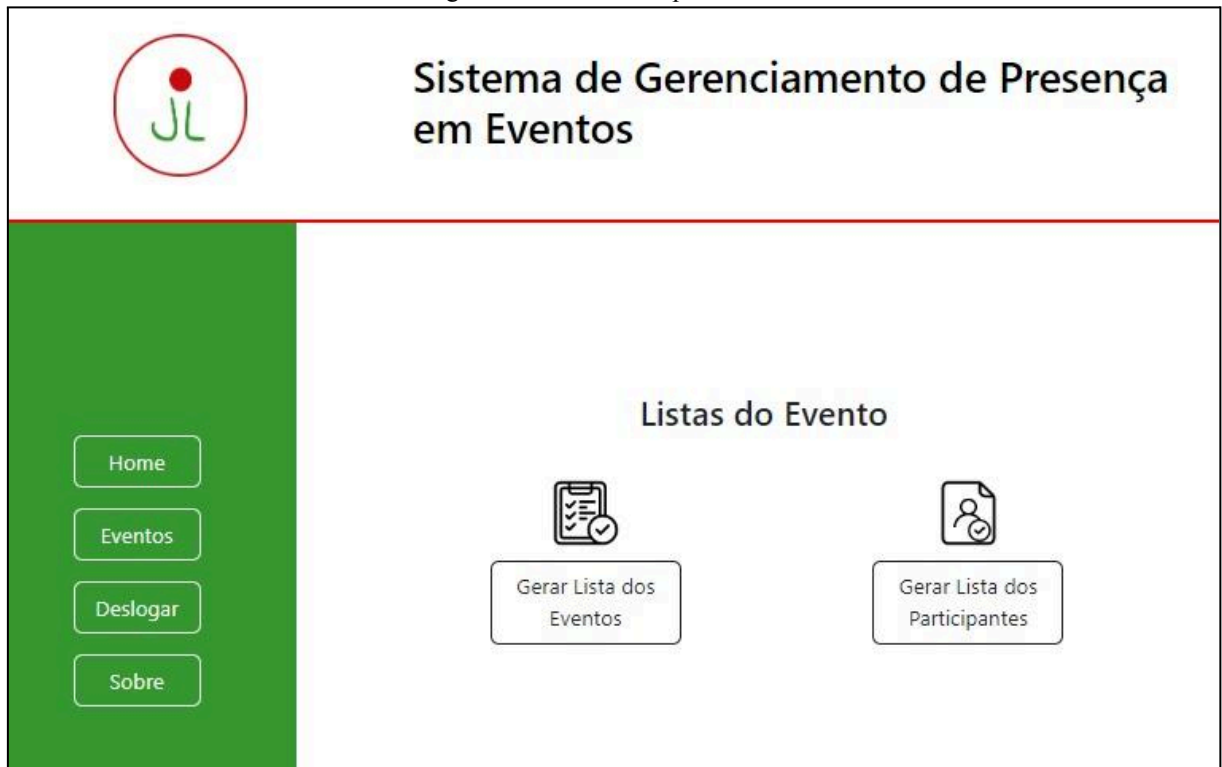 JL
Sistema de Gerenciamento de Presença
em Eventos
Listas do Evento
Home
Eventos
Deslogar
Sobre
Gerar Lista dos
Eventos
Gerar Lista dos
Participantes